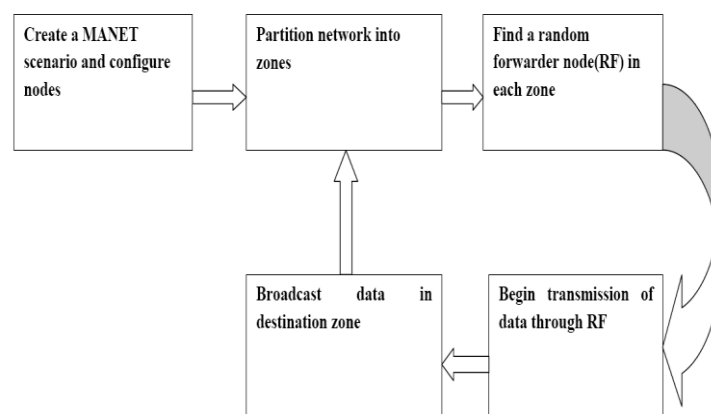 Create a MANET
scenario and configure
nodes
Partition network into
zones
Find a random
forwarder node(RF) in
each zone
Broadcast data in
destination zone
Begin transmission of
data through RF